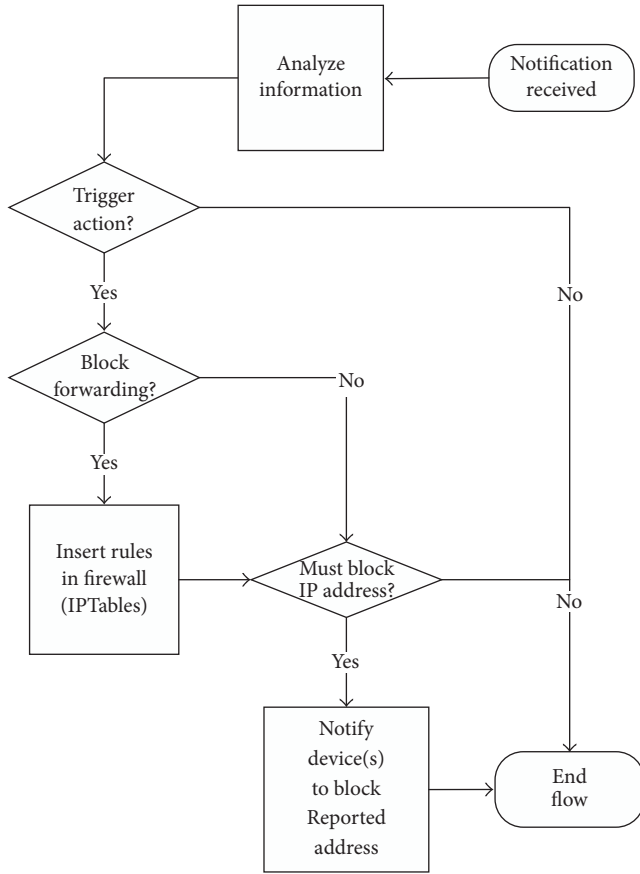 Analyze
information
Notification
received
Trigger
action?
No
Yes
Block
forwarding?
No
Yes
Insert rules
in firewall
(IPTables)
Must block
IP address?
No
Yes
Notify
device(s)
to block
Reported
address
End
flow